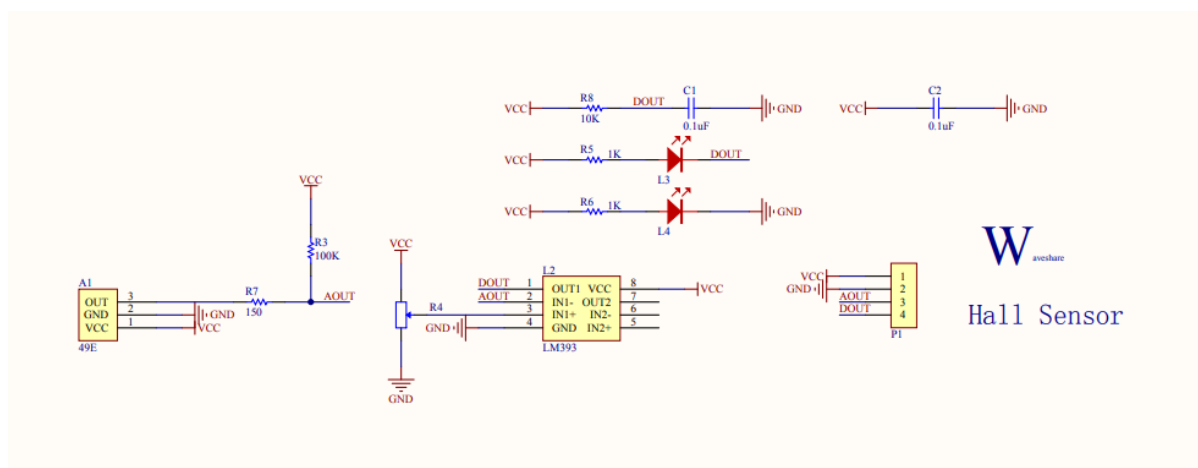 R8 DOUT C1
VCC GND
10K 0.1uF
C2
VCC GND
0.1uF
R5 1K DOUT
VCC
L3
R6 1K
VCC GND
L4
VCC
R3
100K
A1
OUT 3 R7 AOUT
GND 2 GND
VCC 1 VCC
49E 150
VCC
R4
GND
L2
DOUT 1 OUT1 VCC 8 VCC
AOUT 2 IN1- OUT2 7
3 IN1+ IN2- 6
GND 4 GND IN2+ 5
LM393
VCC 1
GND 2
AOUT 3
DOUT 4
P1
Waveshare
Hall Sensor